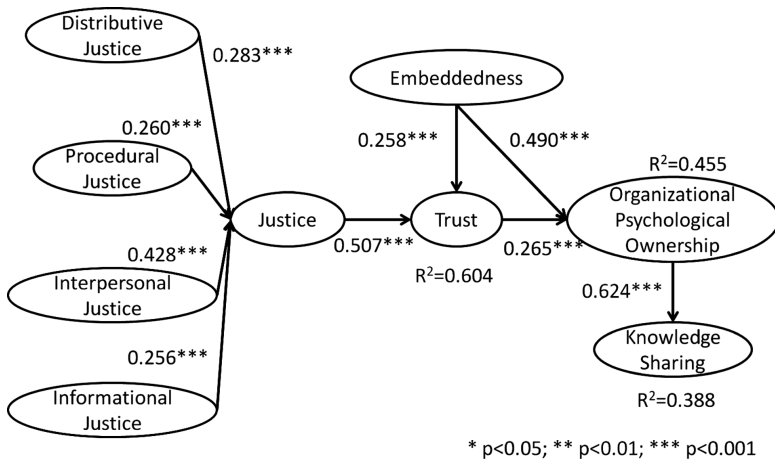 Distributive
Justice
0.283***
Embeddedness
0.260***
0.258***
0.490***
Procedural
Justice
R²=0.455
Organizational
Psychological
Ownership
Justice
Trust
0.507***
0.265***
0.428***
R²=0.604
Interpersonal
Justice
0.624***
Knowledge
Sharing
0.256***
R²=0.388
Informational
Justice
* p<0.05; ** p<0.01; *** p<0.001